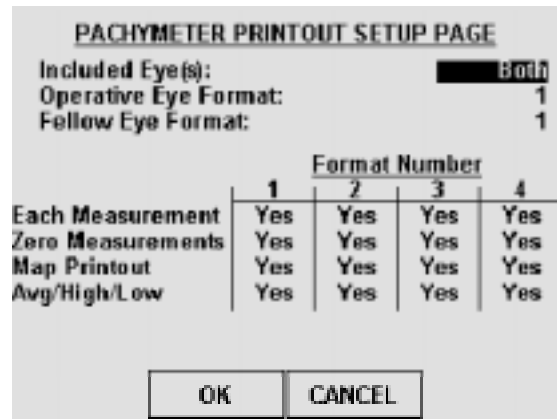 PACHYMETER PRINTOUT SETUP PAGE
Included Eye(s): Both
Operative Eye Format: 1
Fellow Eye Format: 1
Format Number
1 2 3 4
Each Measurement Yes Yes Yes Yes
Zero Measurements Yes Yes Yes Yes
Map Printout Yes Yes Yes Yes
Avg/High/Low Yes Yes Yes Yes
OK CANCEL